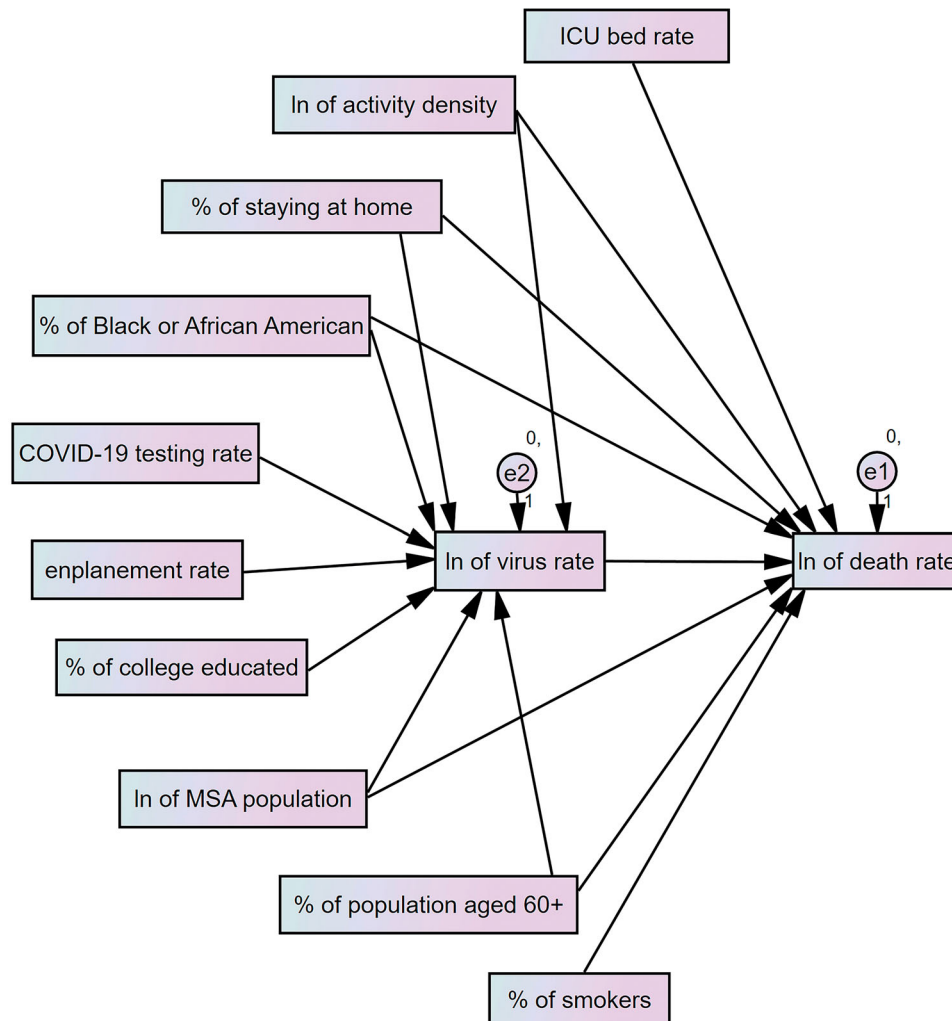 ICU bed rate
ln of activity density
% of staying at home
% of Black or African American
COVID-19 testing rate
0,
e2
1
0,
e1
1
enplanement rate
ln of virus rate
ln of death rate
% of college educated
ln of MSA population
% of population aged 60+
% of smokers